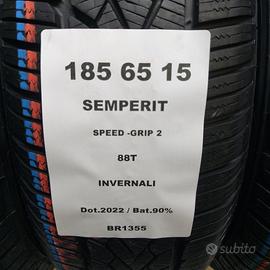 185 65 15
SEMPERIT
SPEED -GRIP 2
88T
INVERNALI
Dot.2022 / Bat.90%
BR1355
subito